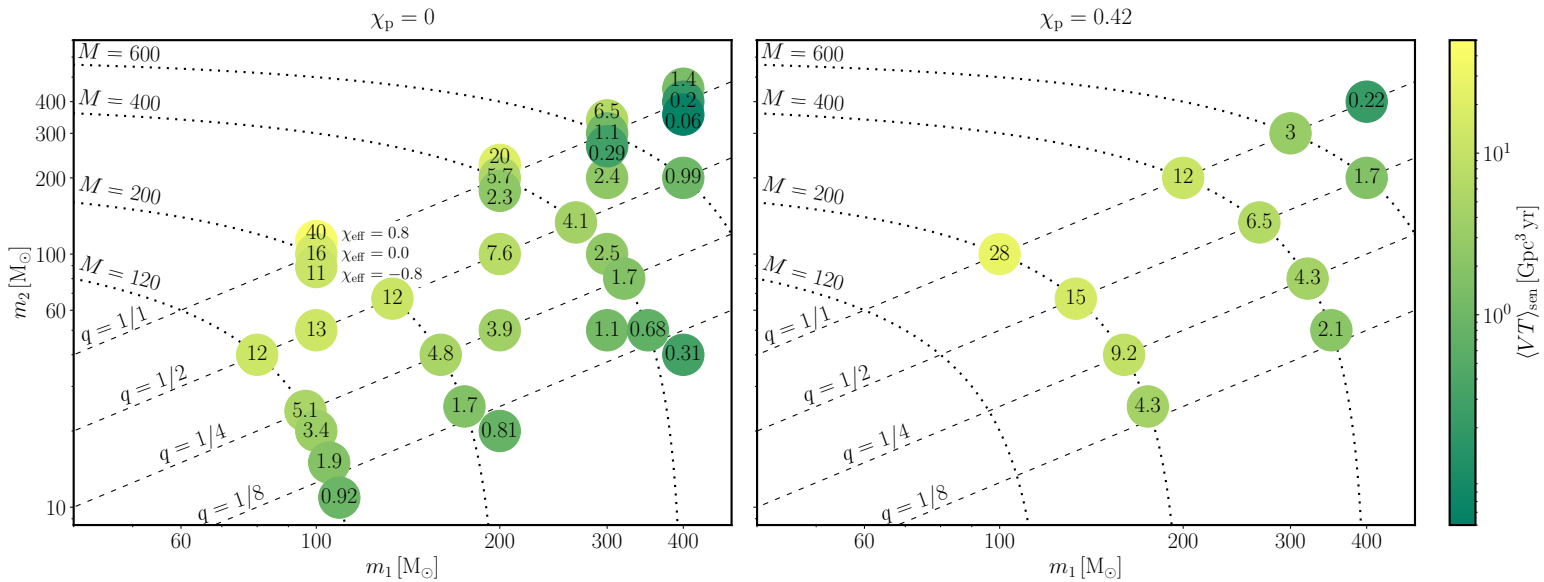 χp = 0
M = 600
M = 400
M = 200
M = 120
q = 1/1
q = 1/2
q = 1/4
q = 1/8
1.4
0.2
0.06
6.5
1.1
0.29
20
5.7
2.3
2.4
0.99
40
16
11
χeff = 0.8
χeff = 0.0
χeff = −0.8
4.1
7.6
2.5
1.7
12
13
12
3.9
1.1
0.68
0.31
4.8
5.1
3.4
1.7
0.81
1.9
0.92
400
300
200
100
60
10
m2 [M⊙]
60
100
200
300
400
m1 [M⊙]
χp = 0.42
M = 600
M = 400
M = 200
M = 120
q = 1/1
q = 1/2
q = 1/4
q = 1/8
0.22
3
12
1.7
6.5
28
4.3
15
2.1
9.2
4.3
60
100
200
300
400
m1 [M⊙]
10¹
10⁰
⟨VT⟩sen [Gpc³ yr]